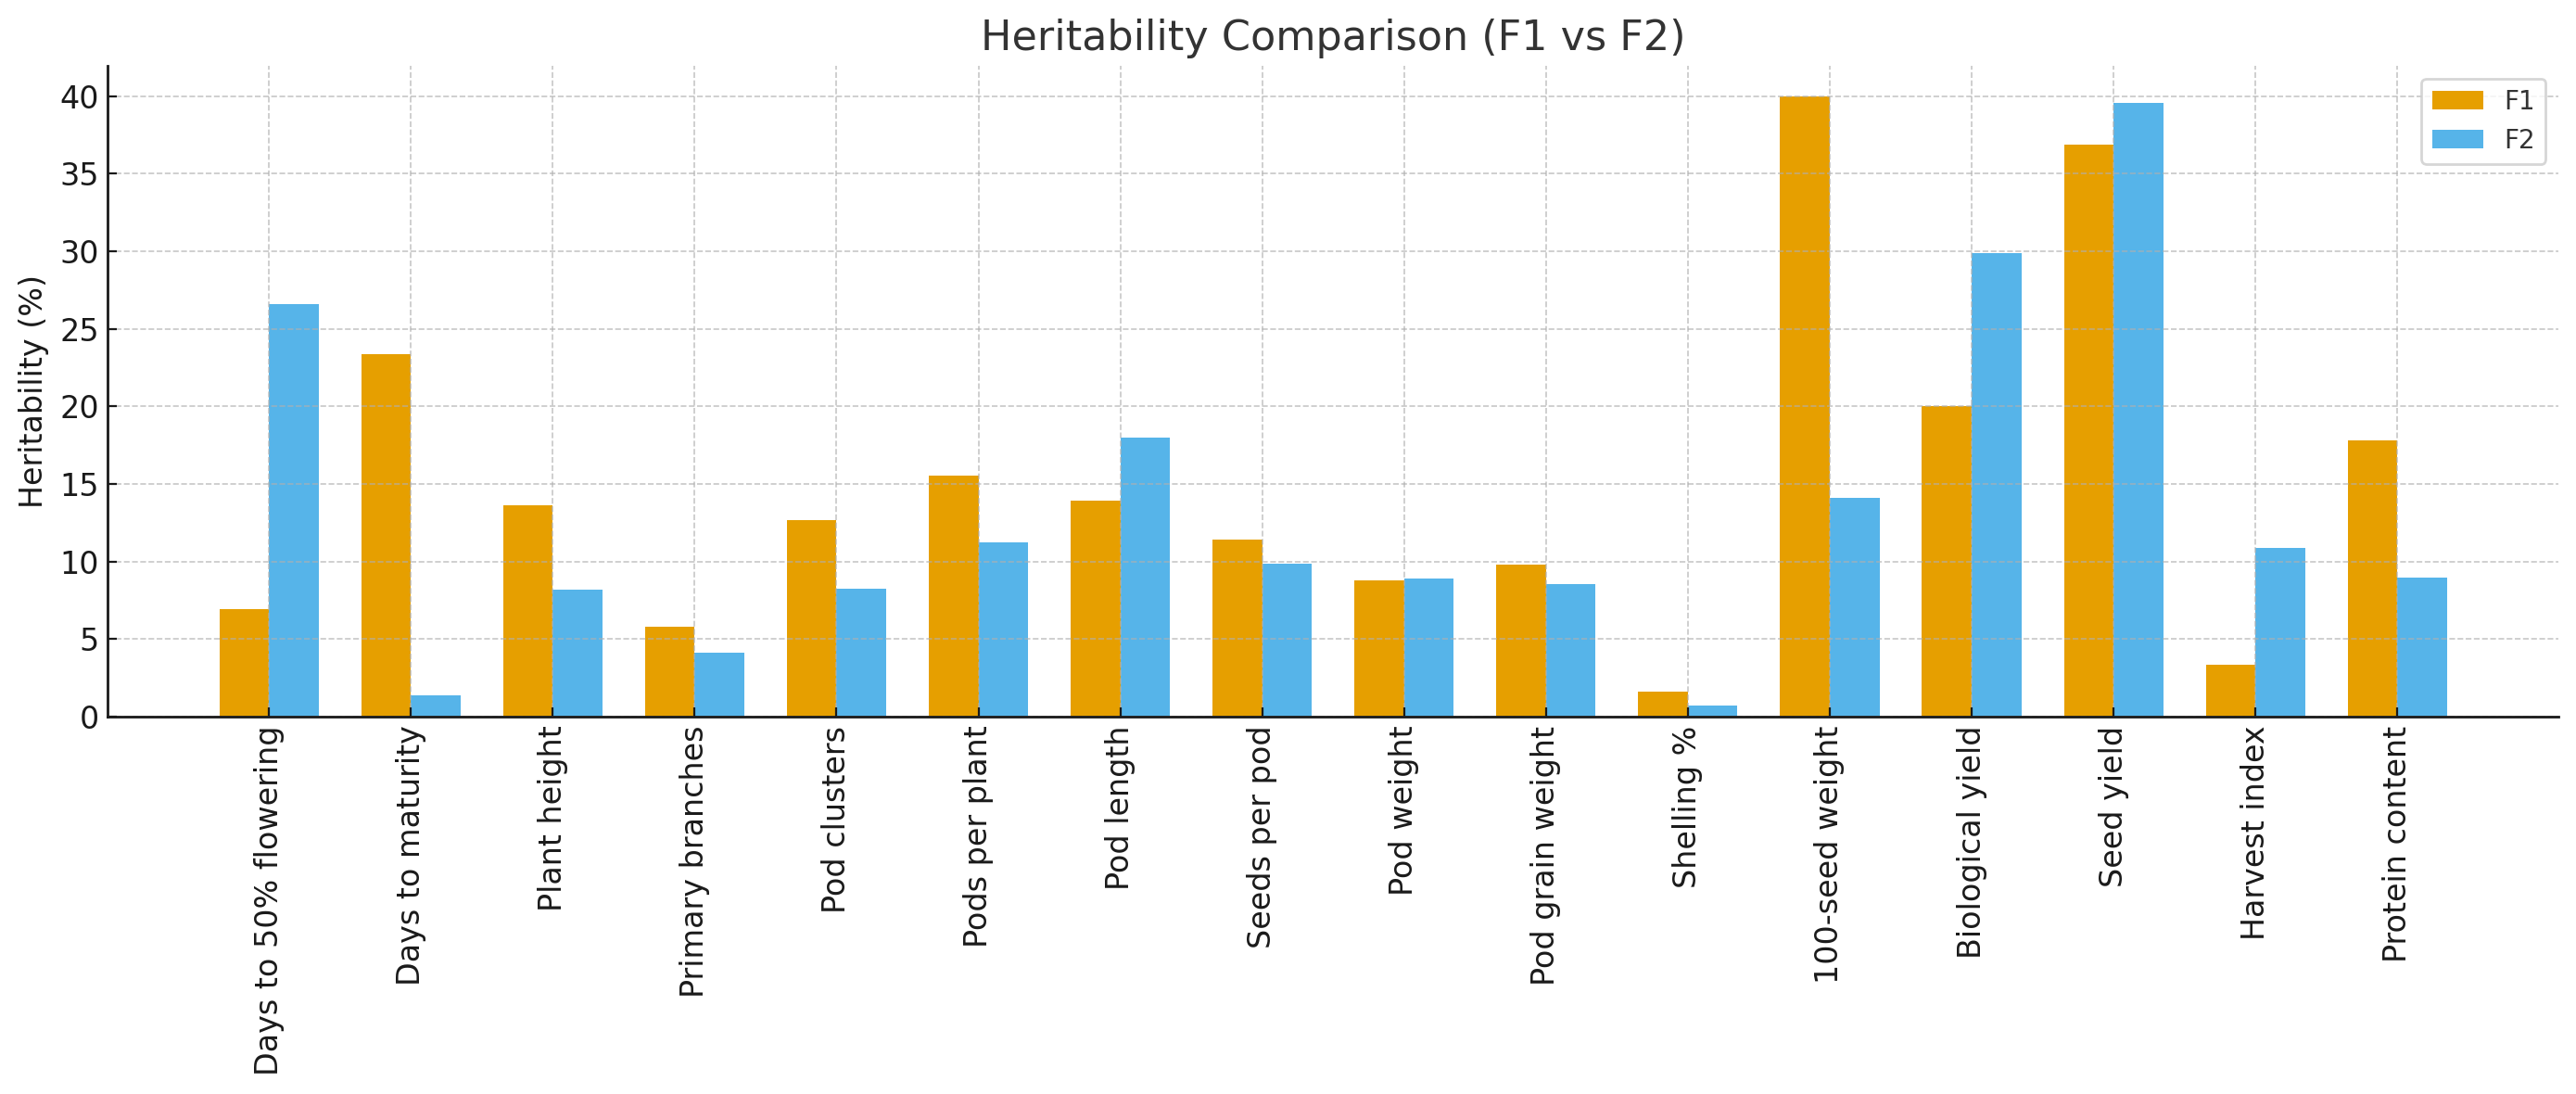 Heritability Comparison (F1 vs F2)
F1
F2
Heritability (%)
40
35
30
25
20
15
10
5
0
Days to 50% flowering
Days to maturity
Plant height
Primary branches
Pod clusters
Pods per plant
Pod length
Seeds per pod
Pod weight
Pod grain weight
Shelling %
100-seed weight
Biological yield
Seed yield
Harvest index
Protein content